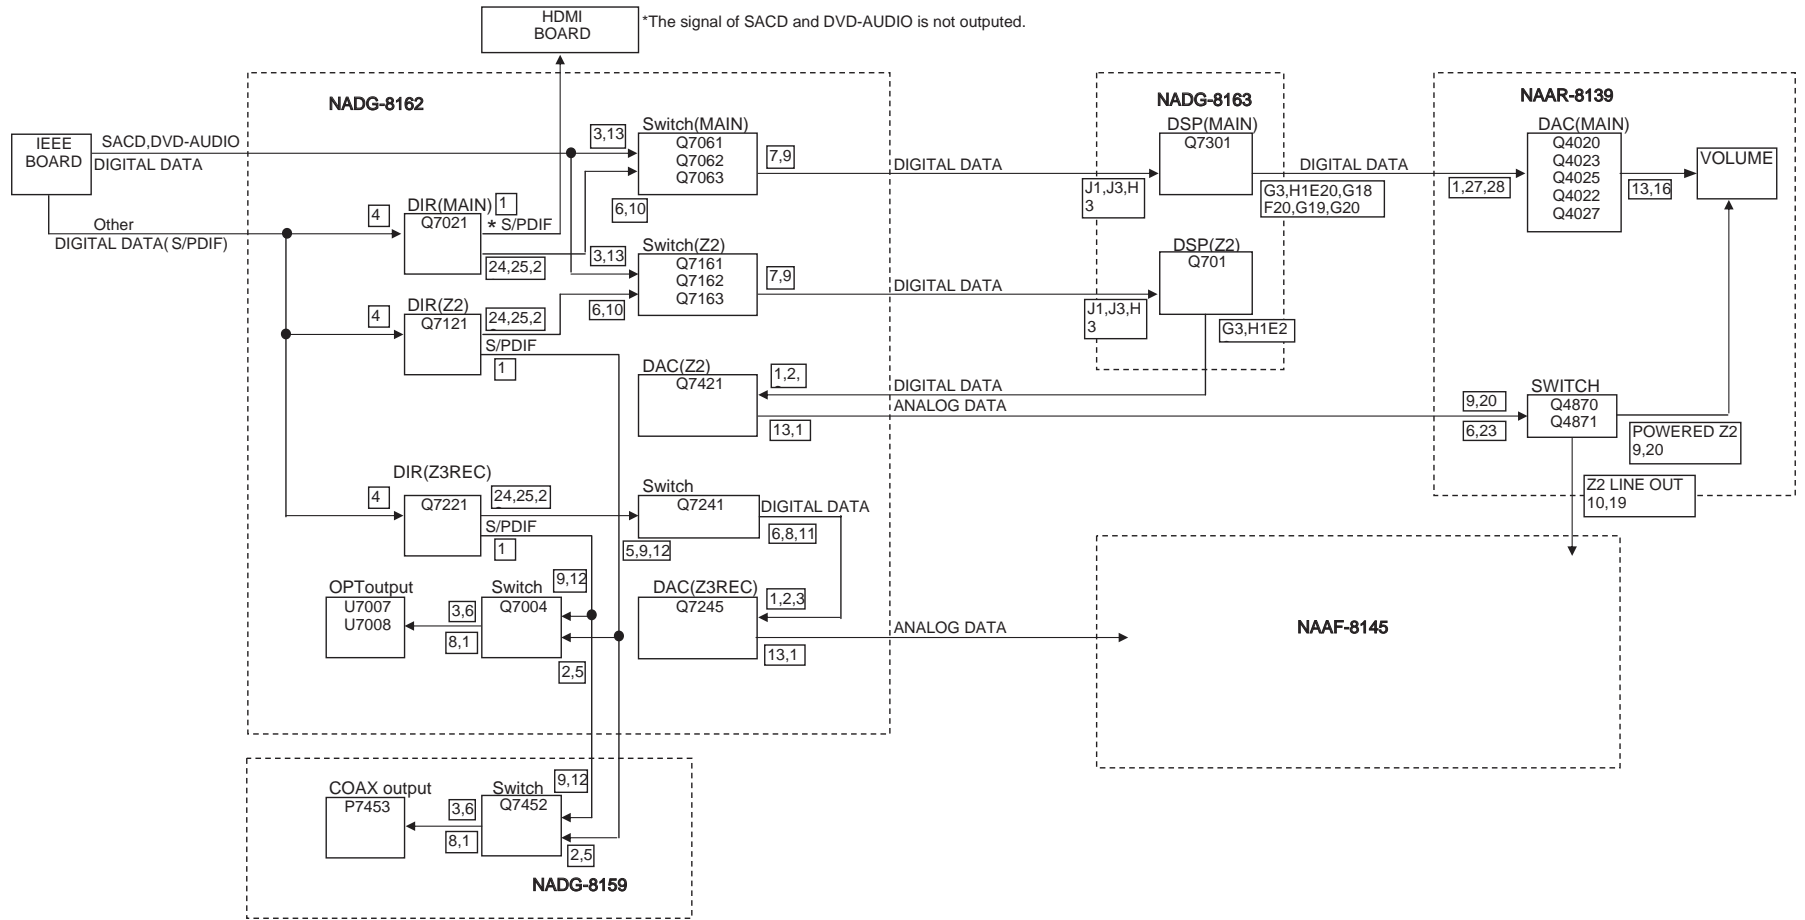 HDMI
BOARD
*The signal of SACD and DVD-AUDIO is not outputed.
NADG-8162
NADG-8163
NAAR-8139
IEEE
BOARD
SACD,DVD-AUDIO
DIGITAL DATA
3,13
Switch(MAIN)
Q7061
Q7062
Q7063
7,9
6,10
DIGITAL DATA
J1,J3,H
3
DSP(MAIN)
Q7301
DIGITAL DATA
G3,H1E20,G18
F20,G19,G20
1,27,28
DAC(MAIN)
Q4020
Q4023
Q4025
Q4022
Q4027
13,16
VOLUME
Other
DIGITAL DATA( S/PDIF)
4
DIR(MAIN)
Q7021
1
* S/PDIF
24,25,2
3,13
Switch(Z2)
Q7161
Q7162
Q7163
7,9
6,10
DIGITAL DATA
J1,J3,H
3
DSP(Z2)
Q701
G3,H1E2
4
DIR(Z2)
Q7121
24,25,2
S/PDIF
1
DAC(Z2)
Q7421
1,2,
DIGITAL DATA
ANALOG DATA
13,1
9,20
6,23
SWITCH
Q4870
Q4871
POWERED Z2
9,20
Z2 LINE OUT
10,19
4
DIR(Z3REC)
Q7221
24,25,2
S/PDIF
1
Switch
Q7241
DIGITAL DATA
6,8,11
5,9,12
OPToutput
U7007
U7008
3,6
8,1
Switch
Q7004
9,12
2,5
DAC(Z3REC)
Q7245
1,2,3
ANALOG DATA
13,1
NAAF-8145
COAX output
P7453
3,6
8,1
Switch
Q7452
9,12
2,5
NADG-8159